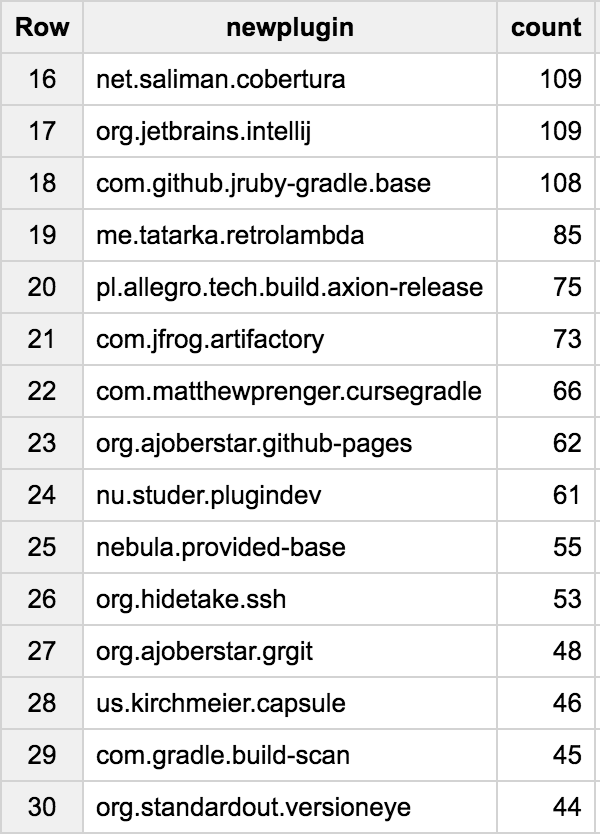 Row newplugin count
16 net.saliman.cobertura 109
17 org.jetbrains.intellij 109
18 com.github.jruby-gradle.base 108
19 me.tatarka.retrolambda 85
20 pl.allegro.tech.build.axion-release 75
21 com.jfrog.artifactory 73
22 com.matthewprenger.cursegradle 66
23 org.ajoberstar.github-pages 62
24 nu.studer.plugindev 61
25 nebula.provided-base 55
26 org.hidetake.ssh 53
27 org.ajoberstar.grgit 48
28 us.kirchmeier.capsule 46
29 com.gradle.build-scan 45
30 org.standardout.versioneye 44